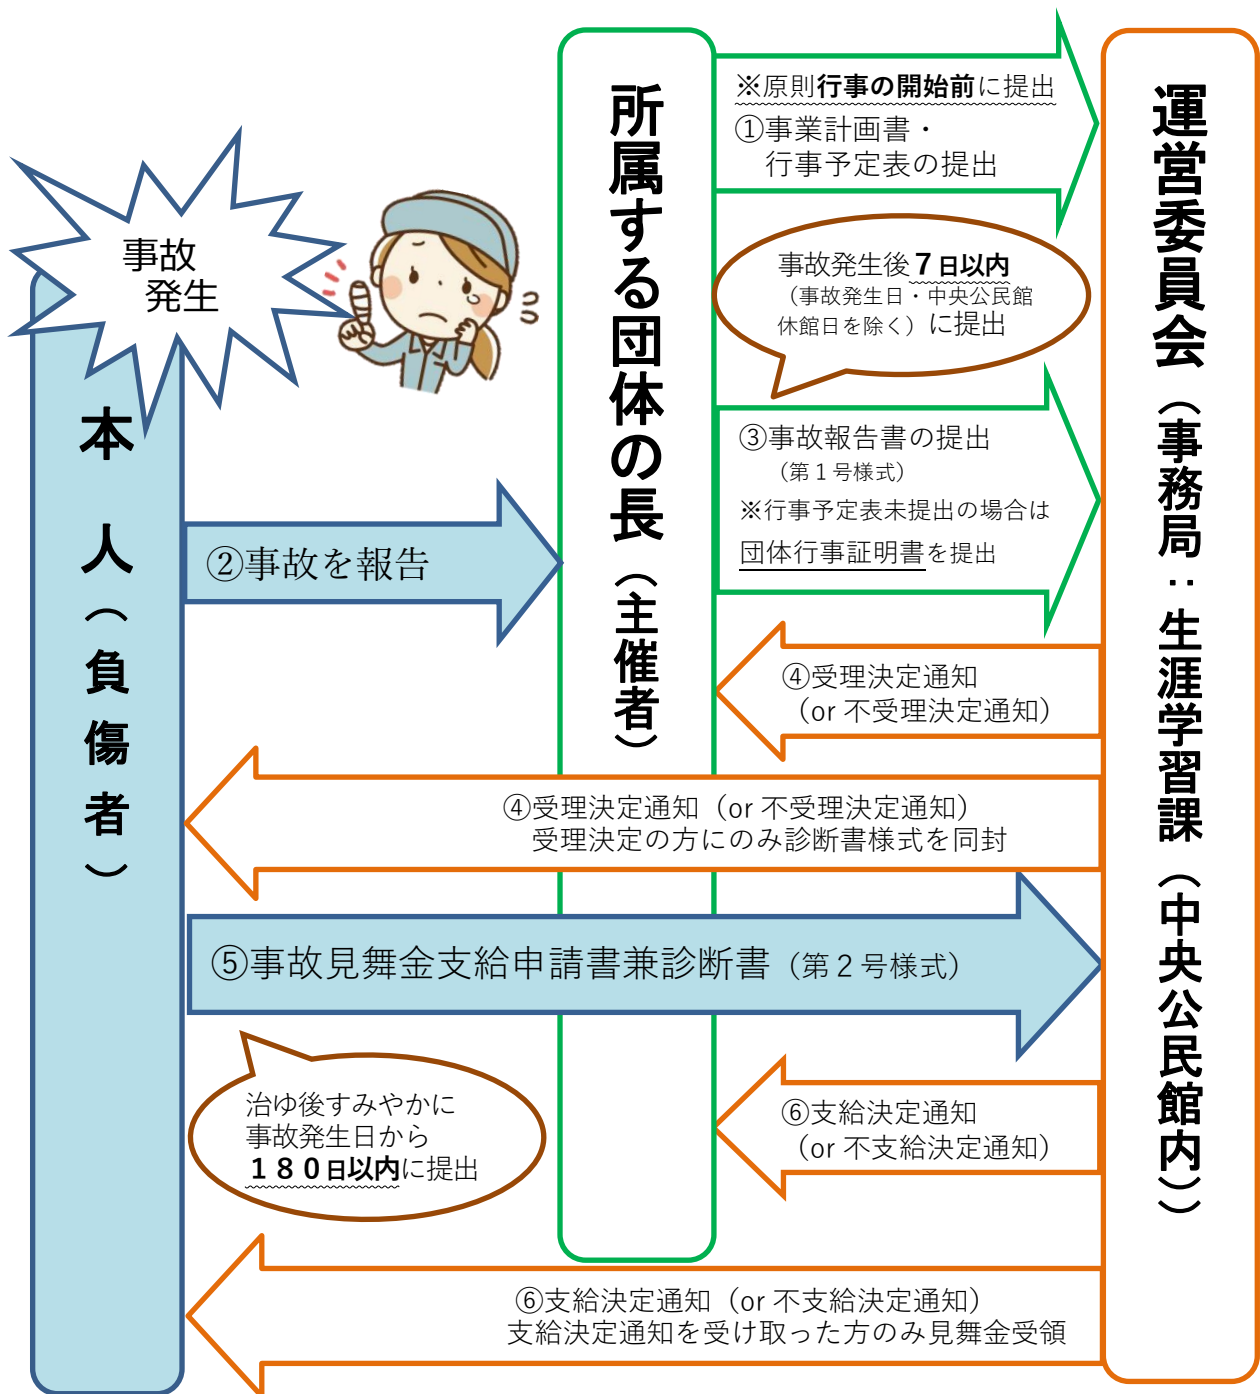 事故
発生
本人（負傷者）
所属する団体の長（主催者）
運営委員会（事務局：生涯学習課（中央公民館内））
※原則行事の開始前に提出
①事業計画書・
行事予定表の提出
事故発生後７日以内
（事故発生日・中央公民館
休館日を除く）に提出
②事故を報告
③事故報告書の提出
（第１号様式）
※行事予定表未提出の場合は
団体行事証明書を提出
④受理決定通知
（or 不受理決定通知）
④受理決定通知（or 不受理決定通知）
受理決定の方にのみ診断書様式を同封
⑤事故見舞金支給申請書兼診断書（第２号様式）
治ゆ後すみやかに
事故発生日から
１８０日以内に提出
⑥支給決定通知
（or 不支給決定通知）
⑥支給決定通知（or 不支給決定通知）
支給決定通知を受け取った方のみ見舞金受領